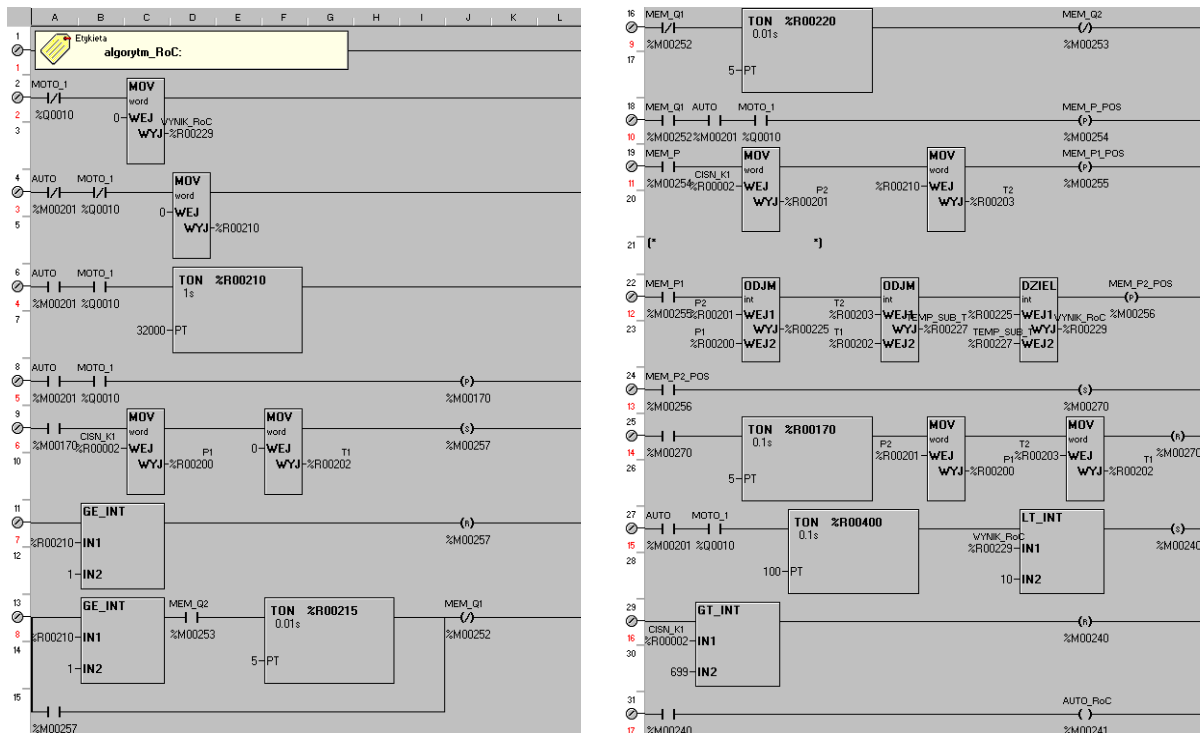 A B C D E F G H I J K L
1
Etykieta
algorytm_RoC:
1
2 MOTO_1
MOV
word
2 %Q0010
0 WEJ
VYNIK_RoC
3
WYJ %R00229
4 AUTO MOTO_1
MOV
word
3 %M00201 %Q0010
0 WEJ
5
WYJ %R00210
6 AUTO MOTO_1
TON %R00210
1s
4 %M00201 %Q0010
7
32000 PT
8 AUTO MOTO_1
(P)
5 %M00201 %Q0010 %M00170
9
MOV MOV
word word
(S)
6 %M00170 CISN_K1 %R00002 WEJ 0 WEJ %M00257
10
P1 T1
WYJ %R00200 WYJ %R00202
11
GE_INT
(R)
7 %R00210 IN1 %M00257
12
1 IN2
13
GE_INT MEM_Q2 TON %R00215 MEM_Q1
0.01s
(/)
8 %R00210 IN1 %M00253 %M00252
14
1 IN2 5 PT
15
%M00257
16 MEM_Q1
TON %R00220 MEM_Q2
0.01s
(/)
9 %M00252 %M00253
17
5 PT
18 MEM_Q1 AUTO MOTO_1 MEM_P_POS
(P)
10 %M00252 %M00201 %Q0010 %M00254
19 MEM_P
MOV MOV MEM_P1_POS
word word
(P)
11 %M00254 CISN_K1 %R00002 WEJ %R00210 WEJ %M00255
20
P2 T2
WYJ %R00201 WYJ %R00203
21 (* *)
22 MEM_P1
ODJM ODJM DZIEL MEM_P2_POS
int int int
(P)
12 %M00255 P2 %R00201 WEJ1 T2 %R00203 WEJ1 TEMP_SUB_T %R00225 WEJ1 VYNIK_RoC %M00256
23
WYJ %R00225 WYJ %R00227 WYJ %R00229
P1 %R00200 WEJ2 T1 %R00202 WEJ2 TEMP_SUB_T %R00227 WEJ2
24 MEM_P2_POS
(S)
13 %M00256 %M00270
25
TON %R00170 MOV MOV
0.1s word word
(R)
14 %M00270 P2 %R00201 WEJ T2 %R00203 WEJ %M00270
26
P1 T1
5 PT WYJ %R00200 WYJ %R00202
27 AUTO MOTO_1
TON %R00400 LT_INT
0.1s
(S)
15 %M00201 %Q0010 VYNIK_RoC %R00229 IN1 %M00240
28
100 PT 10 IN2
29
GT_INT
(R)
16 CISN_K1 %R00002 IN1 %M00240
30
699 IN2
31 AUTO_RoC
( )
17 %M00240 %M00241